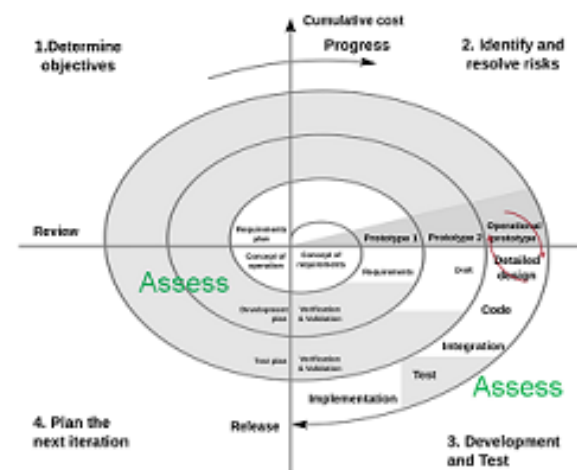 Cumulative cost
Progress
1.Determine
objectives
2. Identify and
resolve risks
Review
Requirements
plan
Prototype 1
Prototype 2
Operational
prototype
Concept of
operation
Concept of
requirements
Requirements
Draft
Detailed
design
Assess
Development
plan
Verification
& Validation
Code
Integration
Test plan
Verification
& Validation
Test
Assess
Implementation
Release
4. Plan the
next iteration
3. Development
and Test